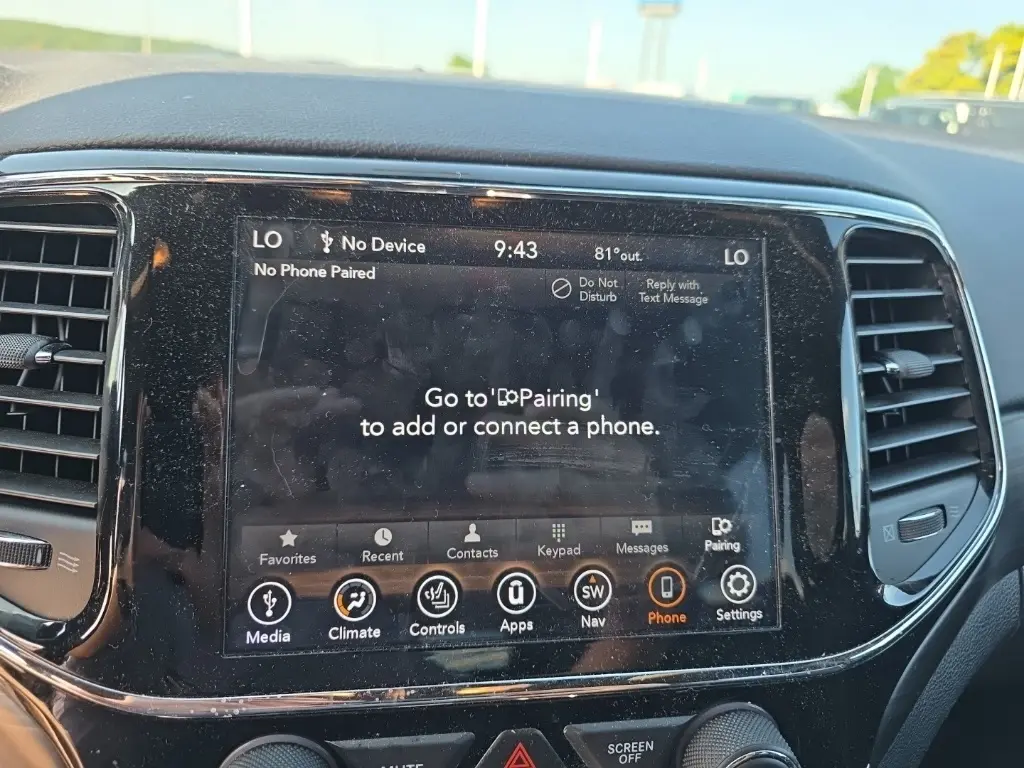 LO No Device 9:43 81°out. LO
No Phone Paired
Do Not
Disturb
Reply with
Text Message
Go to'Pairing'
to add or connect a phone.
Favorites Recent Contacts Keypad Messages Pairing
SW
Media Climate Controls Apps Nav Phone Settings
MUTE
SCREEN
OFF